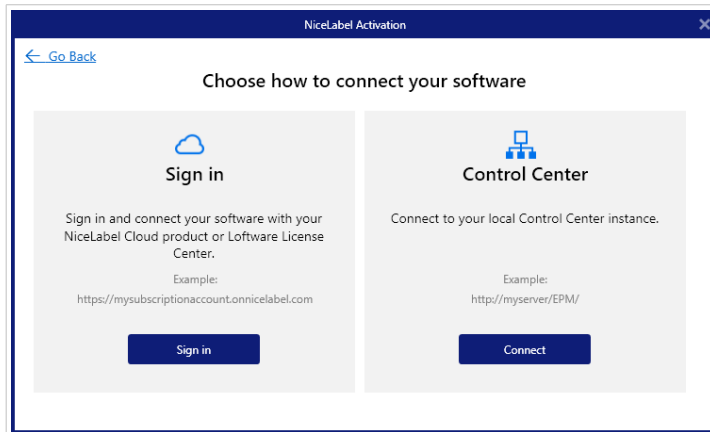 NiceLabel Activation
Go Back
Choose how to connect your software
Sign in
Sign in and connect your software with your
NiceLabel Cloud product or Loftware License
Center.
Example:
https://mysubscriptionaccount.onnicelabel.com
Sign in
Control Center
Connect to your local Control Center instance.
Example:
http://myserver/EPM/
Connect